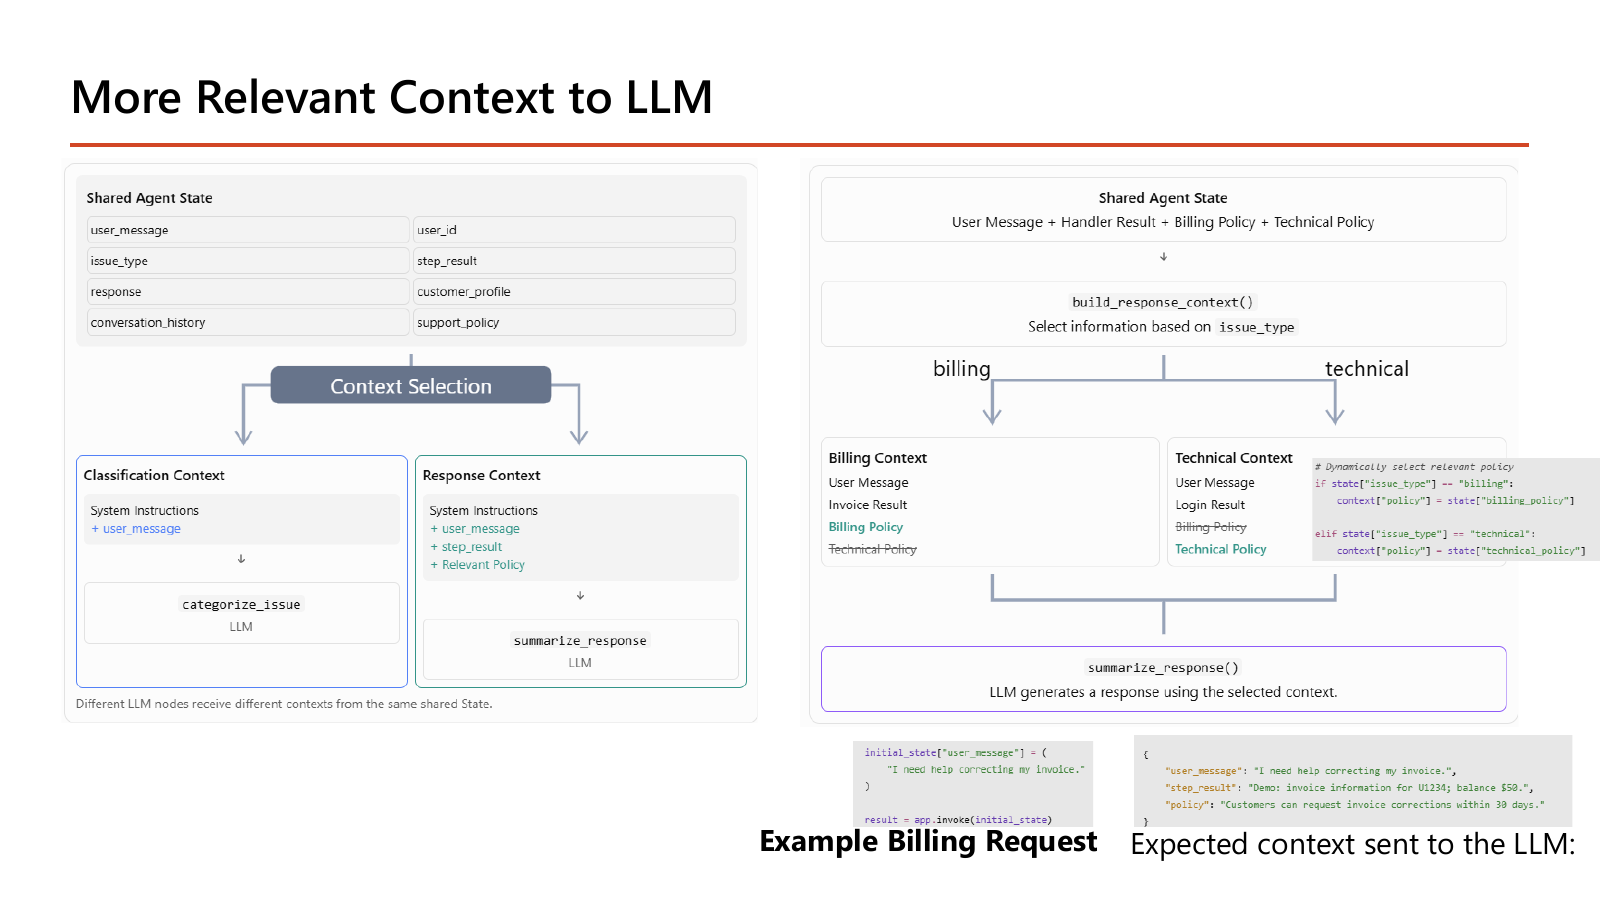 More Relevant Context to LLM
Shared Agent State
user_message
user_id
issue_type
step_result
response
customer_profile
conversation_history
support_policy
Context Selection
Classification Context
System Instructions
+ user_message
↓
categorize_issue
LLM
Response Context
System Instructions
+ user_message
+ step_result
+ Relevant Policy
↓
summarize_response
LLM
Different LLM nodes receive different contexts from the same shared State.
Shared Agent State
User Message + Handler Result + Billing Policy + Technical Policy
↓
build_response_context()
Select information based on issue_type
billing
technical
Billing Context
User Message
Invoice Result
Billing Policy
Technical Policy
Technical Context
User Message
Login Result
Billing Policy
Technical Policy
# Dynamically select relevant policy
if state["issue_type"] == "billing":
    context["policy"] = state["billing_policy"]
elif state["issue_type"] == "technical":
    context["policy"] = state["technical_policy"]
summarize_response()
LLM generates a response using the selected context.
initial_state["user_message"] = (
    "I need help correcting my invoice."
)
result = app.invoke(initial_state)
Example Billing Request
{
    "user_message": "I need help correcting my invoice.",
    "step_result": "Demo: invoice information for U1234; balance $50.",
    "policy": "Customers can request invoice corrections within 30 days."
}
Expected context sent to the LLM: